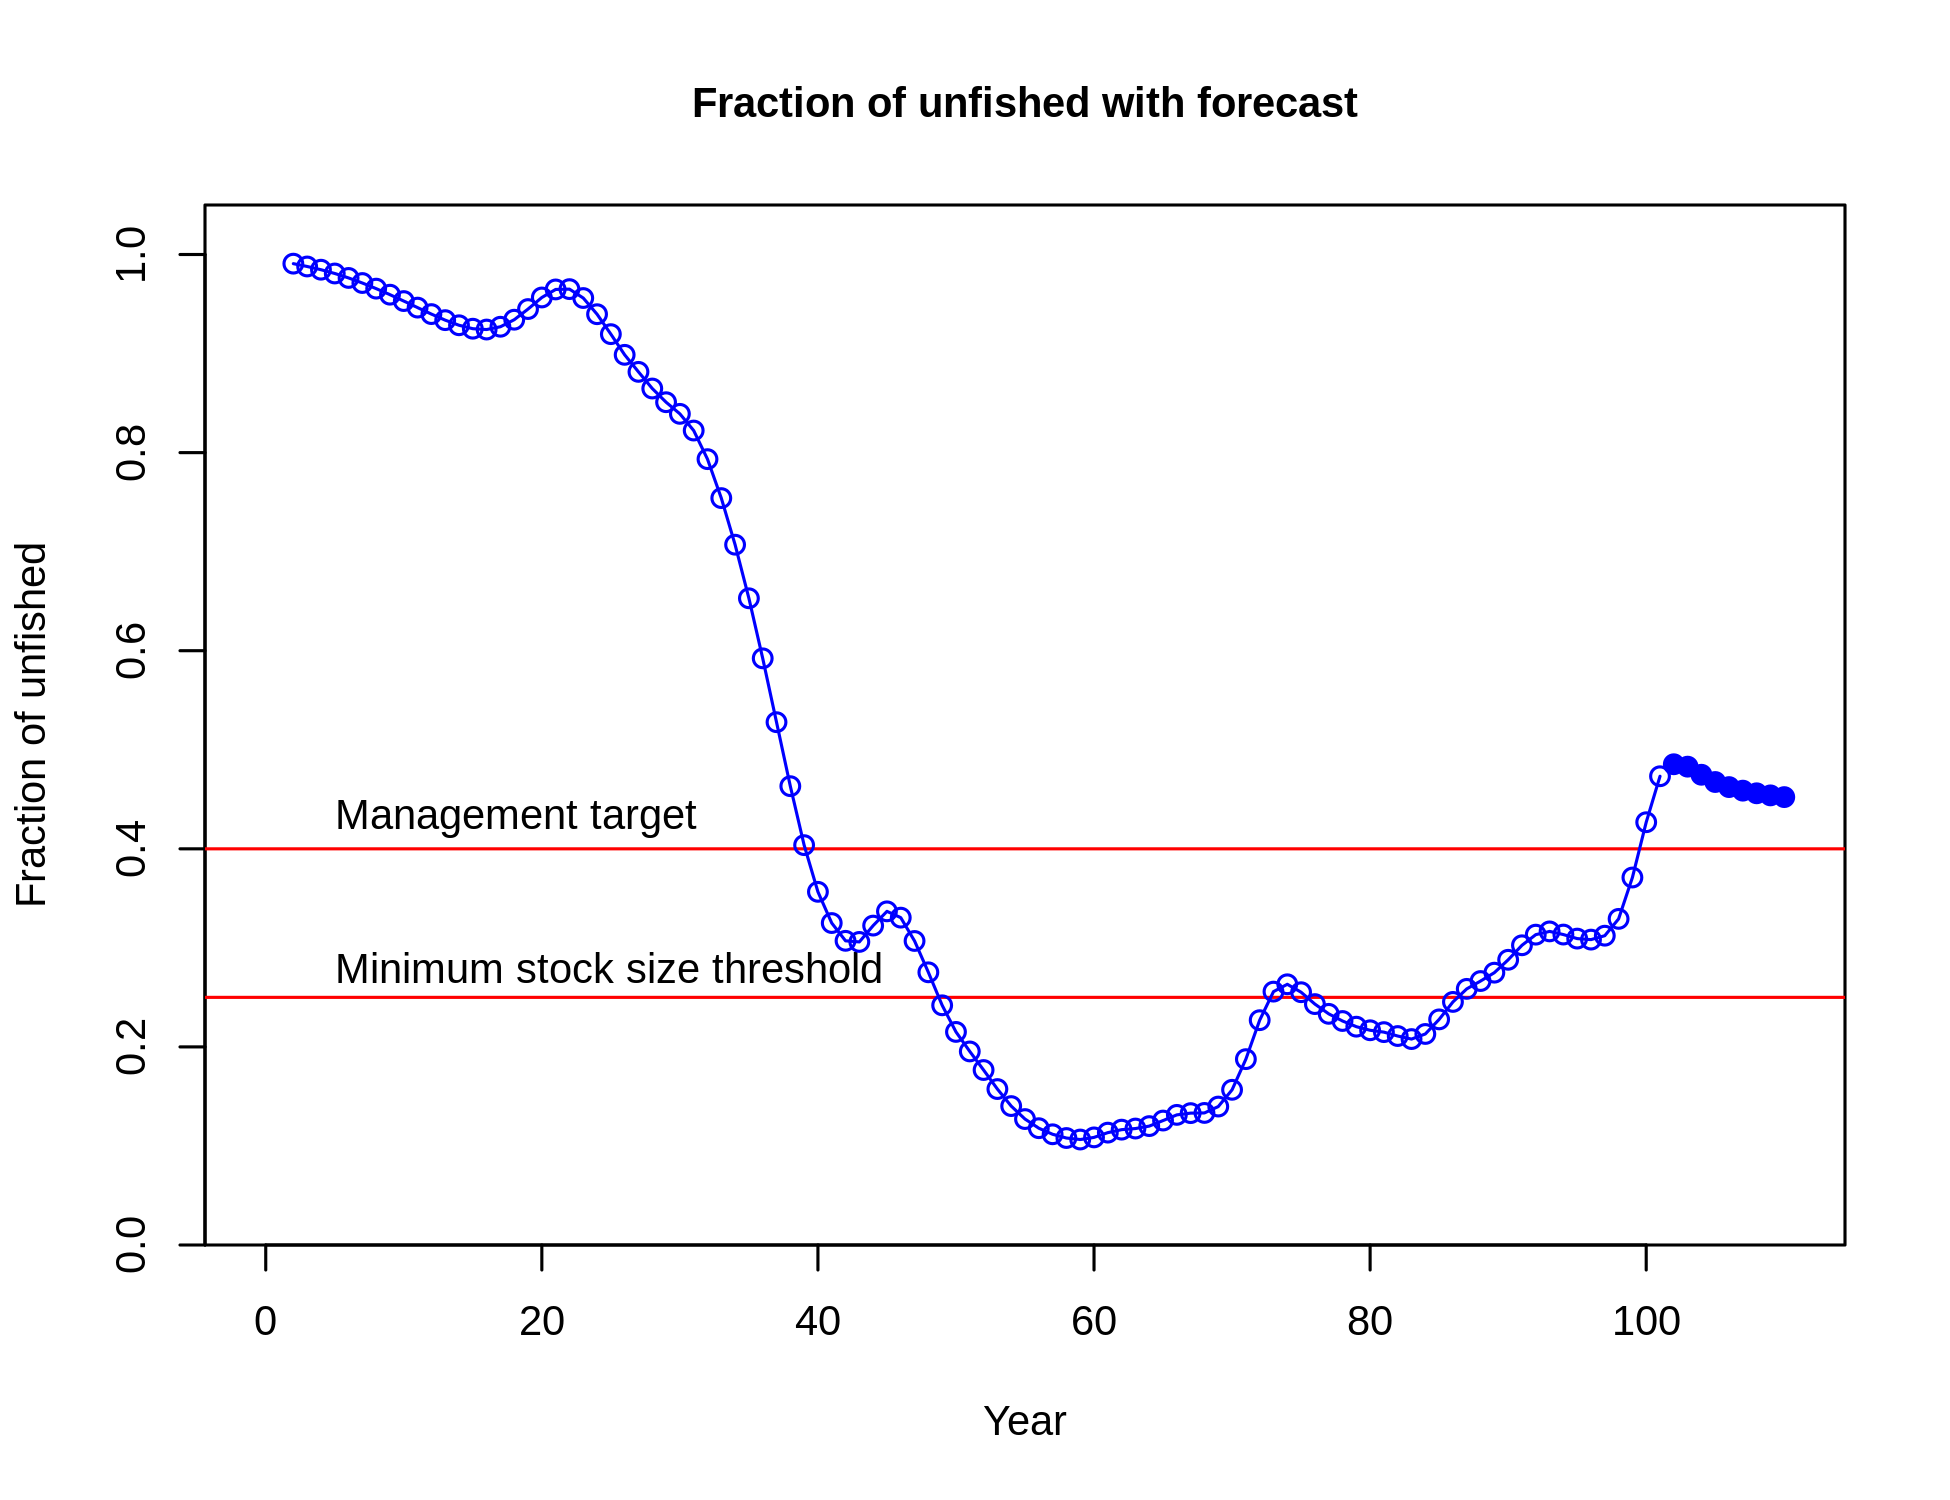 Fraction of unfished with forecast
Fraction of unfished
1.0
0.8
0.6
0.4
0.2
0.0
Management target
Minimum stock size threshold
0 20 40 60 80 100
Year